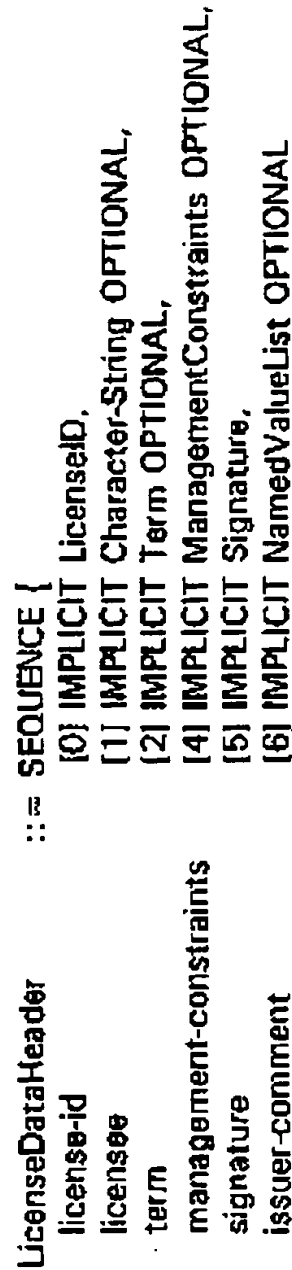 LicenseDataHeader ::= SEQUENCE {
license-id [0] IMPLICIT LicenseID,
licensee [1] IMPLICIT Character-String OPTIONAL,
term [2] IMPLICIT Term OPTIONAL,
management-constraints [4] IMPLICIT ManagementConstraints OPTIONAL,
signature [5] IMPLICIT Signature,
issuer-comment [6] IMPLICIT NamedValueList OPTIONAL